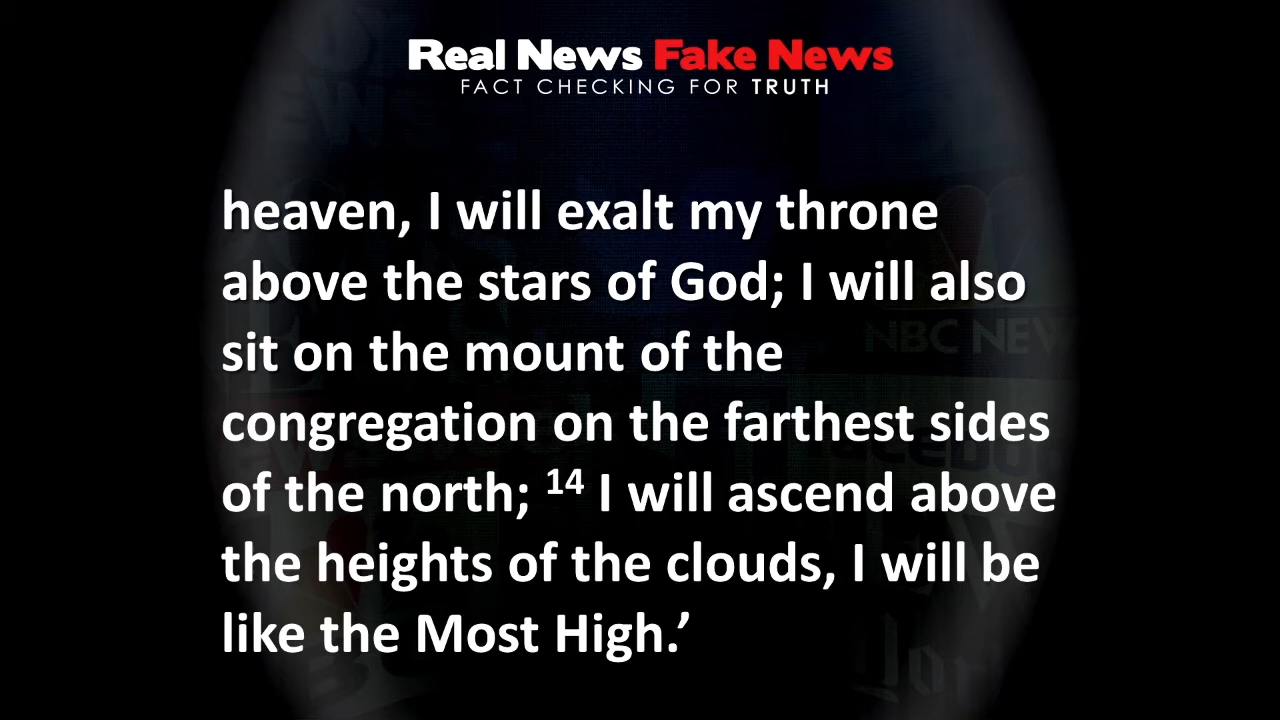 Real News Fake News
FACT CHECKING FOR TRUTH
heaven, I will exalt my throne
above the stars of God; I will also
sit on the mount of the
NBC NEW
congregation on the farthest sides
of the north; 14 I will ascend above
the heights of the clouds, I will be
like the Most High.’